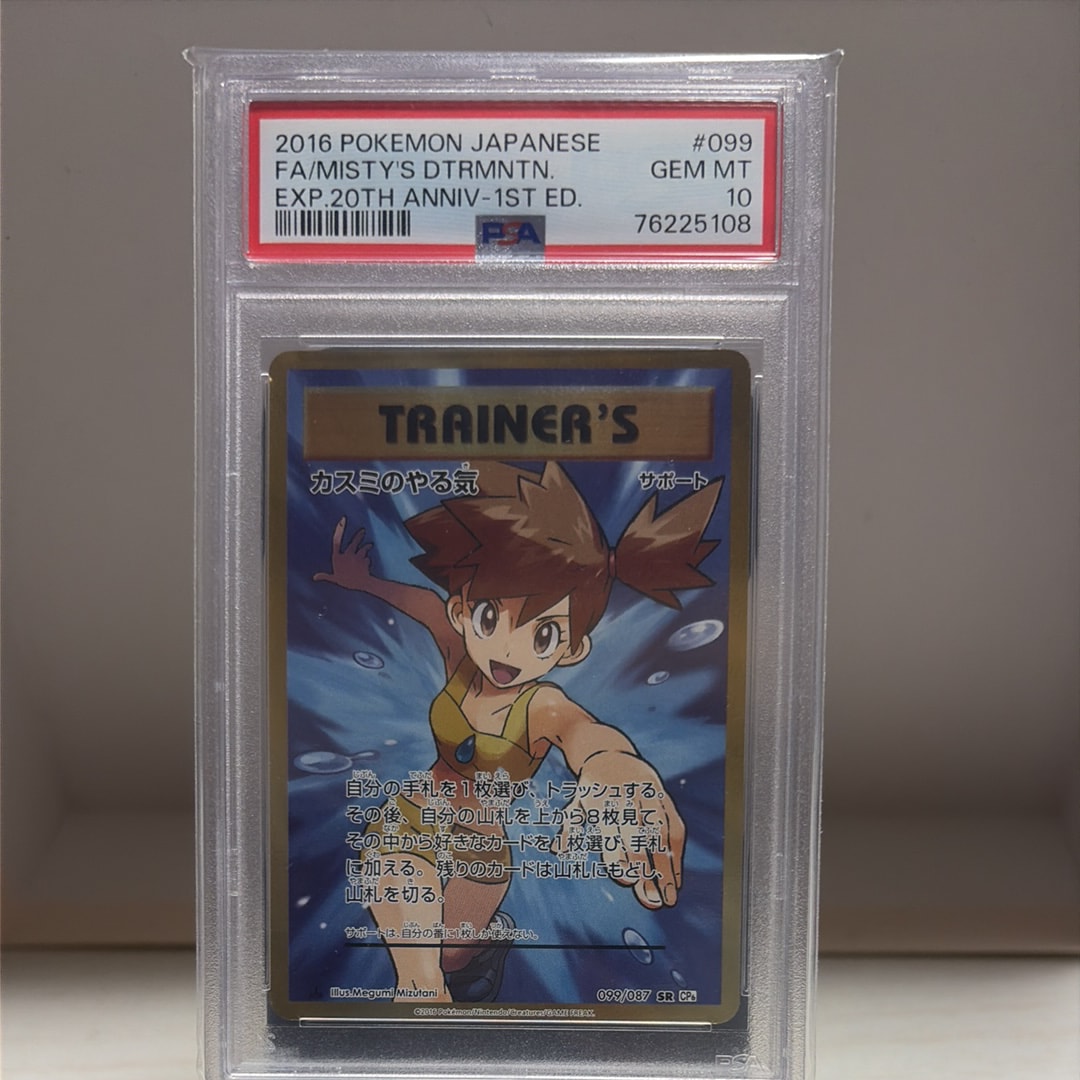 2016 POKEMON JAPANESE #099
FA/MISTY'S DTRMNTN. GEM MT
EXP.20TH ANNIV-1ST ED. 10
PSA 76225108
TRAINER'S
カスミのやる気 サポート
自分の手札を1枚選び、トラッシュする。
その後、自分の山札を上から8枚見て、
その中から好きなカードを1枚選び、手札
に加える。残りのカードは山札にもどし、
山札を切る。
サポートは、自分の番に1枚しか使えない。
Illus.Megumi Mizutani 099/087 SR CP6
©2016 Pokémon/Nintendo/Creatures/GAME FREAK.
PSA